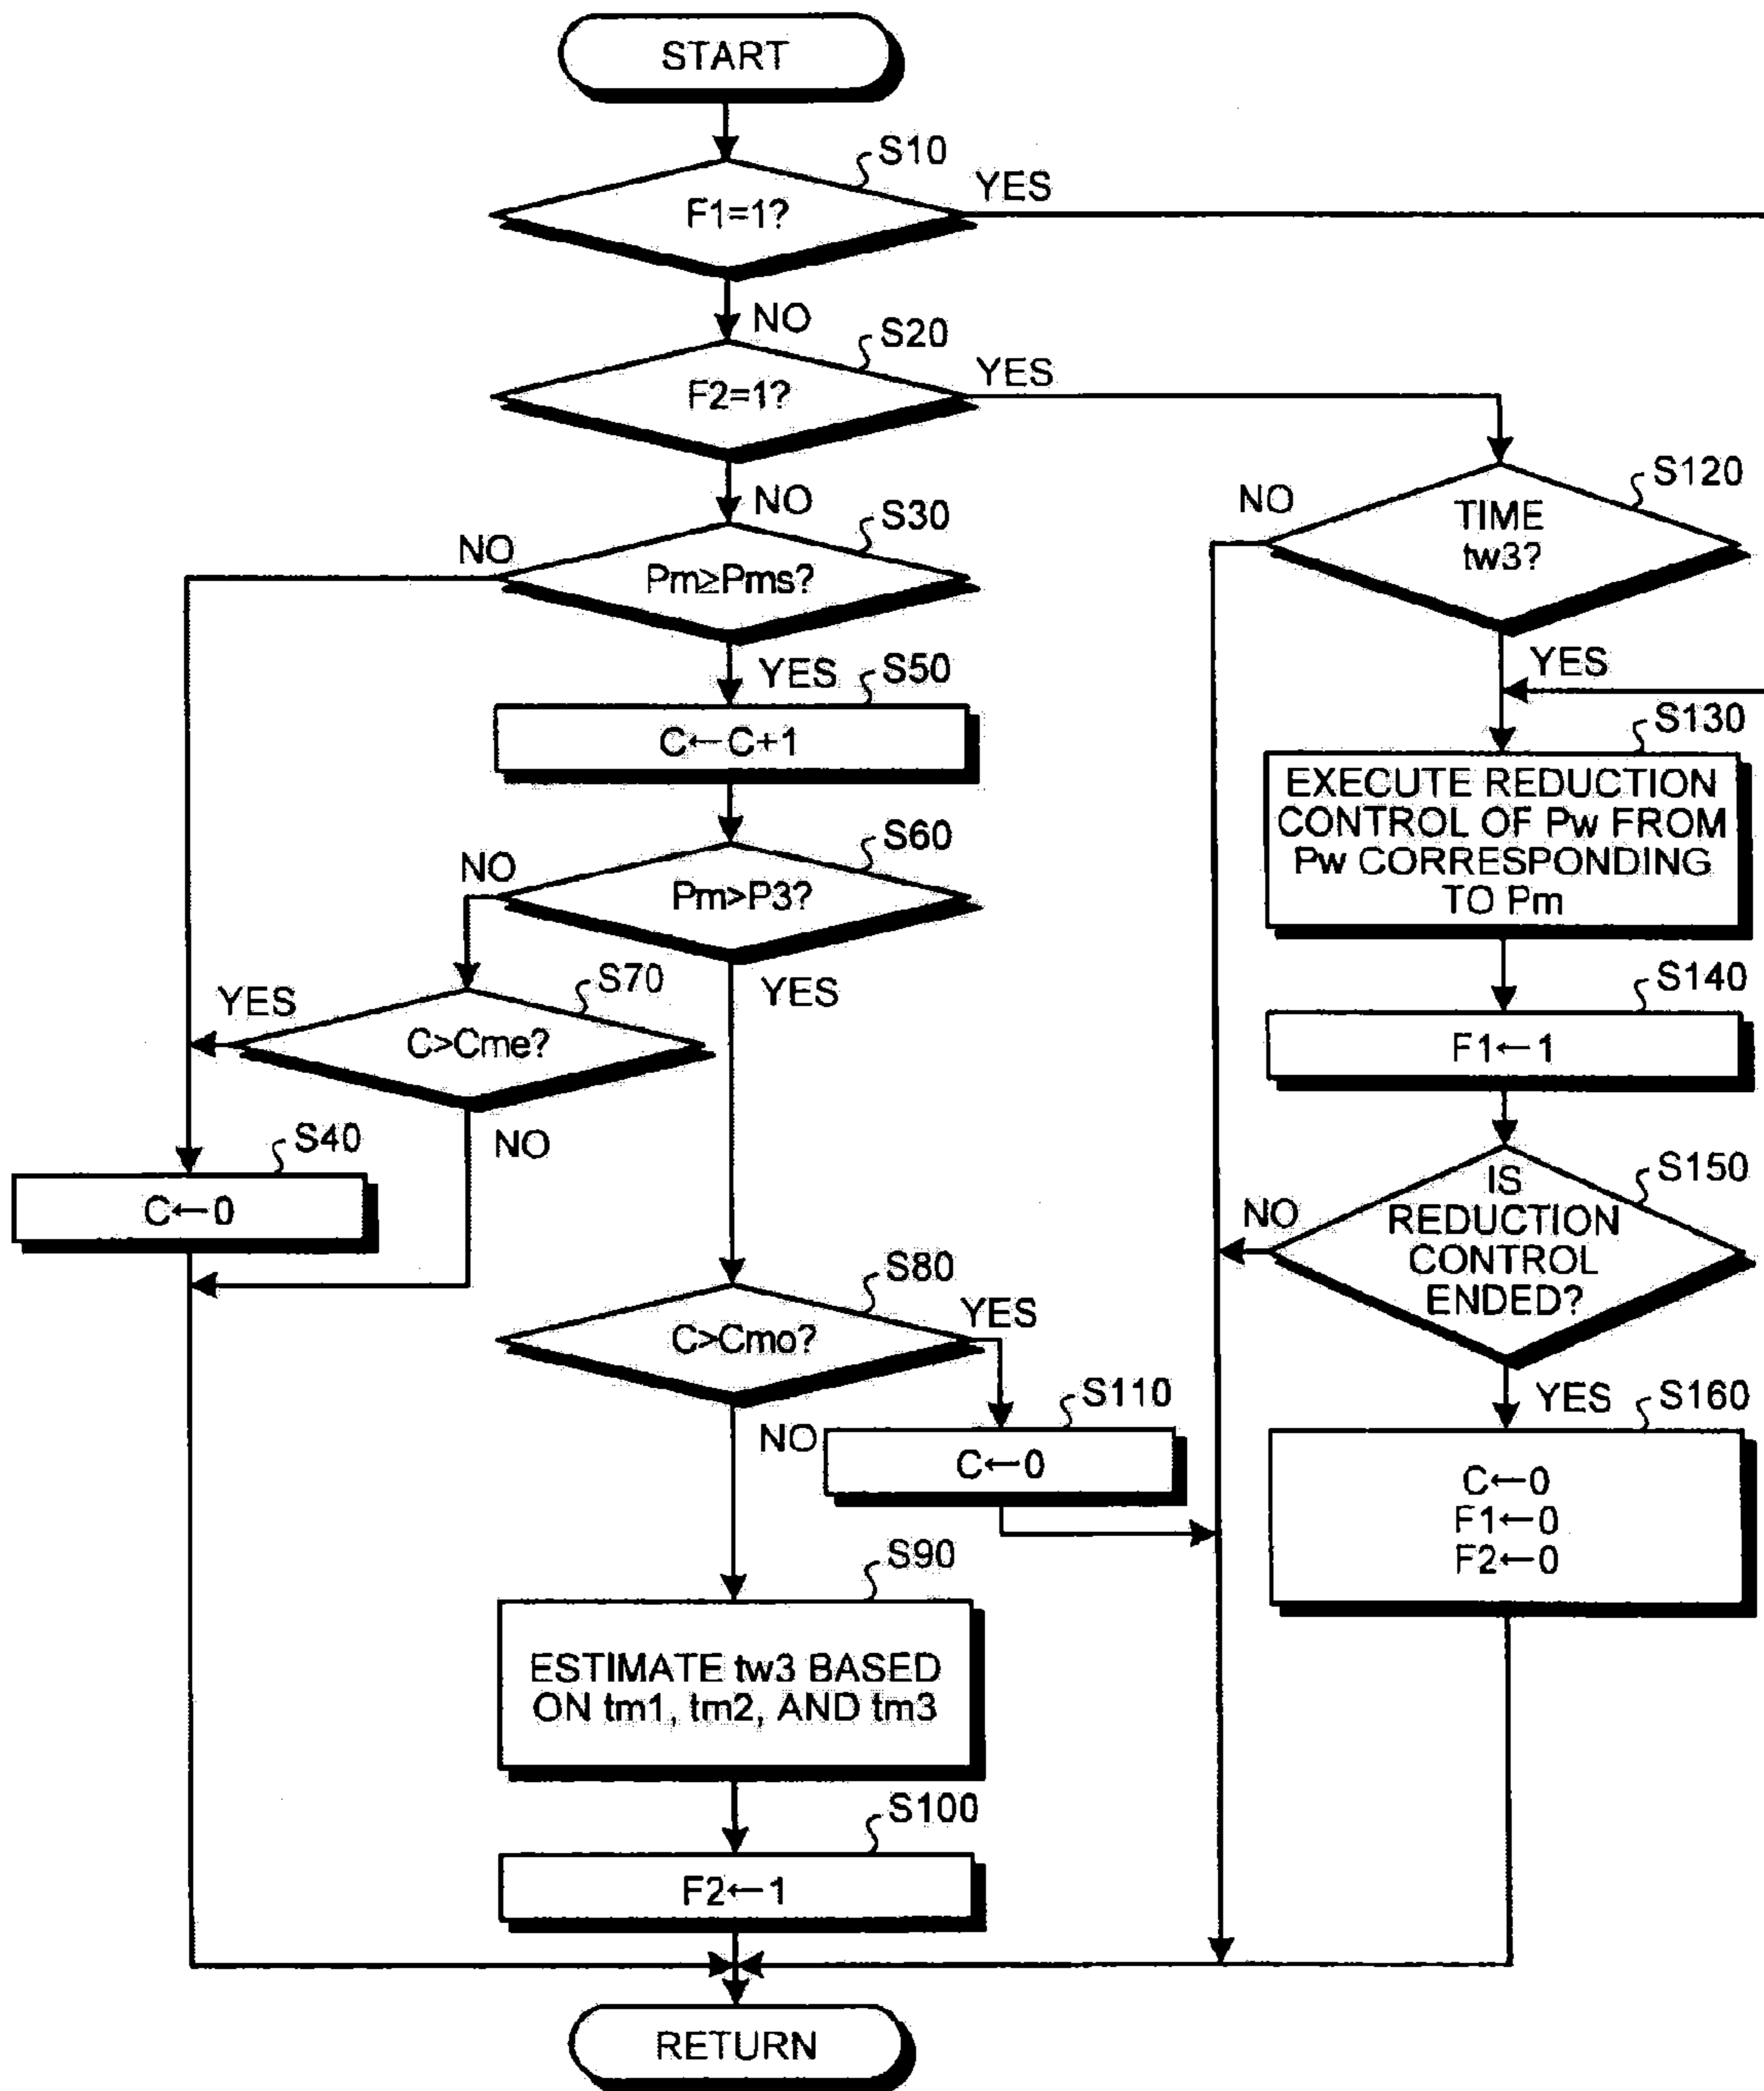 START
S10
F1=1?
YES
NO
S20
F2=1?
YES
NO
S30
Pm≥Pms?
NO
YES
S50
C←C+1
S60
Pm>P3?
NO
YES
S70
C>Cme?
YES
NO
S40
C←0
S80
C>Cmo?
YES
NO
S110
C←0
S90
ESTIMATE tw3 BASED
ON tm1, tm2, AND tm3
S100
F2←1
S120
TIME
tw3?
NO
YES
S130
EXECUTE REDUCTION
CONTROL OF Pw FROM
Pw CORRESPONDING
TO Pm
S140
F1←1
S150
IS
REDUCTION
CONTROL
ENDED?
NO
YES
S160
C←0
F1←0
F2←0
RETURN